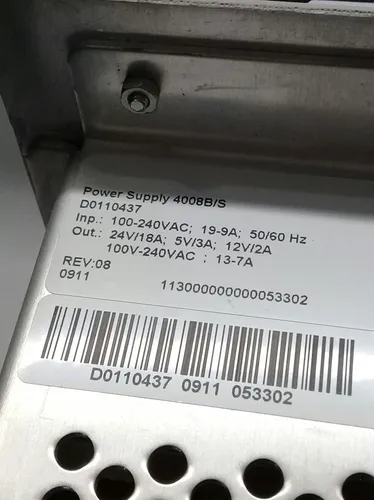 Power Supply 4008B/S
D0110437
Inp.: 100-240VAC; 19-9A; 50/60 Hz
Out.: 24V/18A; 5V/3A; 12V/2A
100V-240VAC ; 13-7A
REV:08
0911
113000000000053302
D0110437 0911 053302